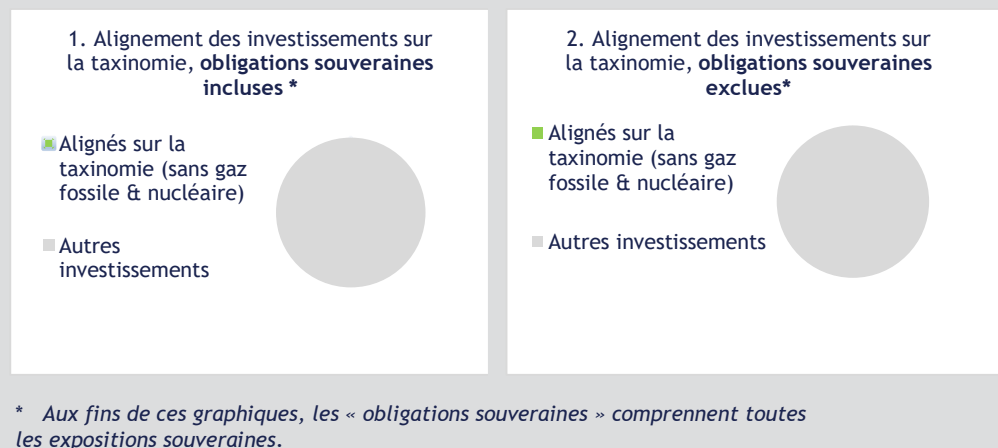 1. Alignement des investissements sur
la taxinomie, obligations souveraines
incluses *
Alignés sur la
taxinomie (sans gaz
fossile & nucléaire)
Autres
investissements
2. Alignement des investissements sur
la taxinomie, obligations souveraines
exclues*
Alignés sur la
taxinomie (sans gaz
fossile & nucléaire)
Autres investissements
* Aux fins de ces graphiques, les « obligations souveraines » comprennent toutes
les expositions souveraines.